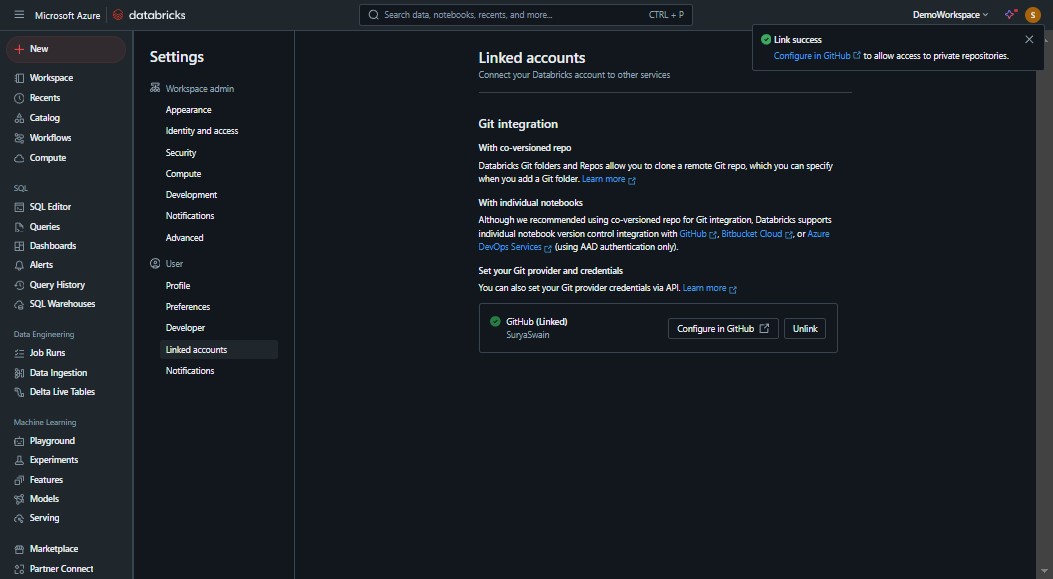 Microsoft Azure
databricks
Search data, notebooks, recents, and more...
CTRL + P
DemoWorkspace
S
Link success
Configure in GitHub to allow access to private repositories.
New
Workspace
Recents
Catalog
Workflows
Compute
SQL
SQL Editor
Queries
Dashboards
Alerts
Query History
SQL Warehouses
Data Engineering
Job Runs
Data Ingestion
Delta Live Tables
Machine Learning
Playground
Experiments
Features
Models
Serving
Marketplace
Partner Connect
Settings
Workspace admin
Appearance
Identity and access
Security
Compute
Development
Notifications
Advanced
User
Profile
Preferences
Developer
Linked accounts
Notifications
Linked accounts
Connect your Databricks account to other services
Git integration
With co-versioned repo
Databricks Git folders and Repos allow you to clone a remote Git repo, which you can specify
when you add a Git folder. Learn more
With individual notebooks
Although we recommended using co-versioned repo for Git integration, Databricks supports
individual notebook version control integration with GitHub, Bitbucket Cloud, or Azure
DevOps Services (using AAD authentication only).
Set your Git provider and credentials
You can also set your Git provider credentials via API. Learn more
GitHub (Linked)
SuryaSwain
Configure in GitHub
Unlink